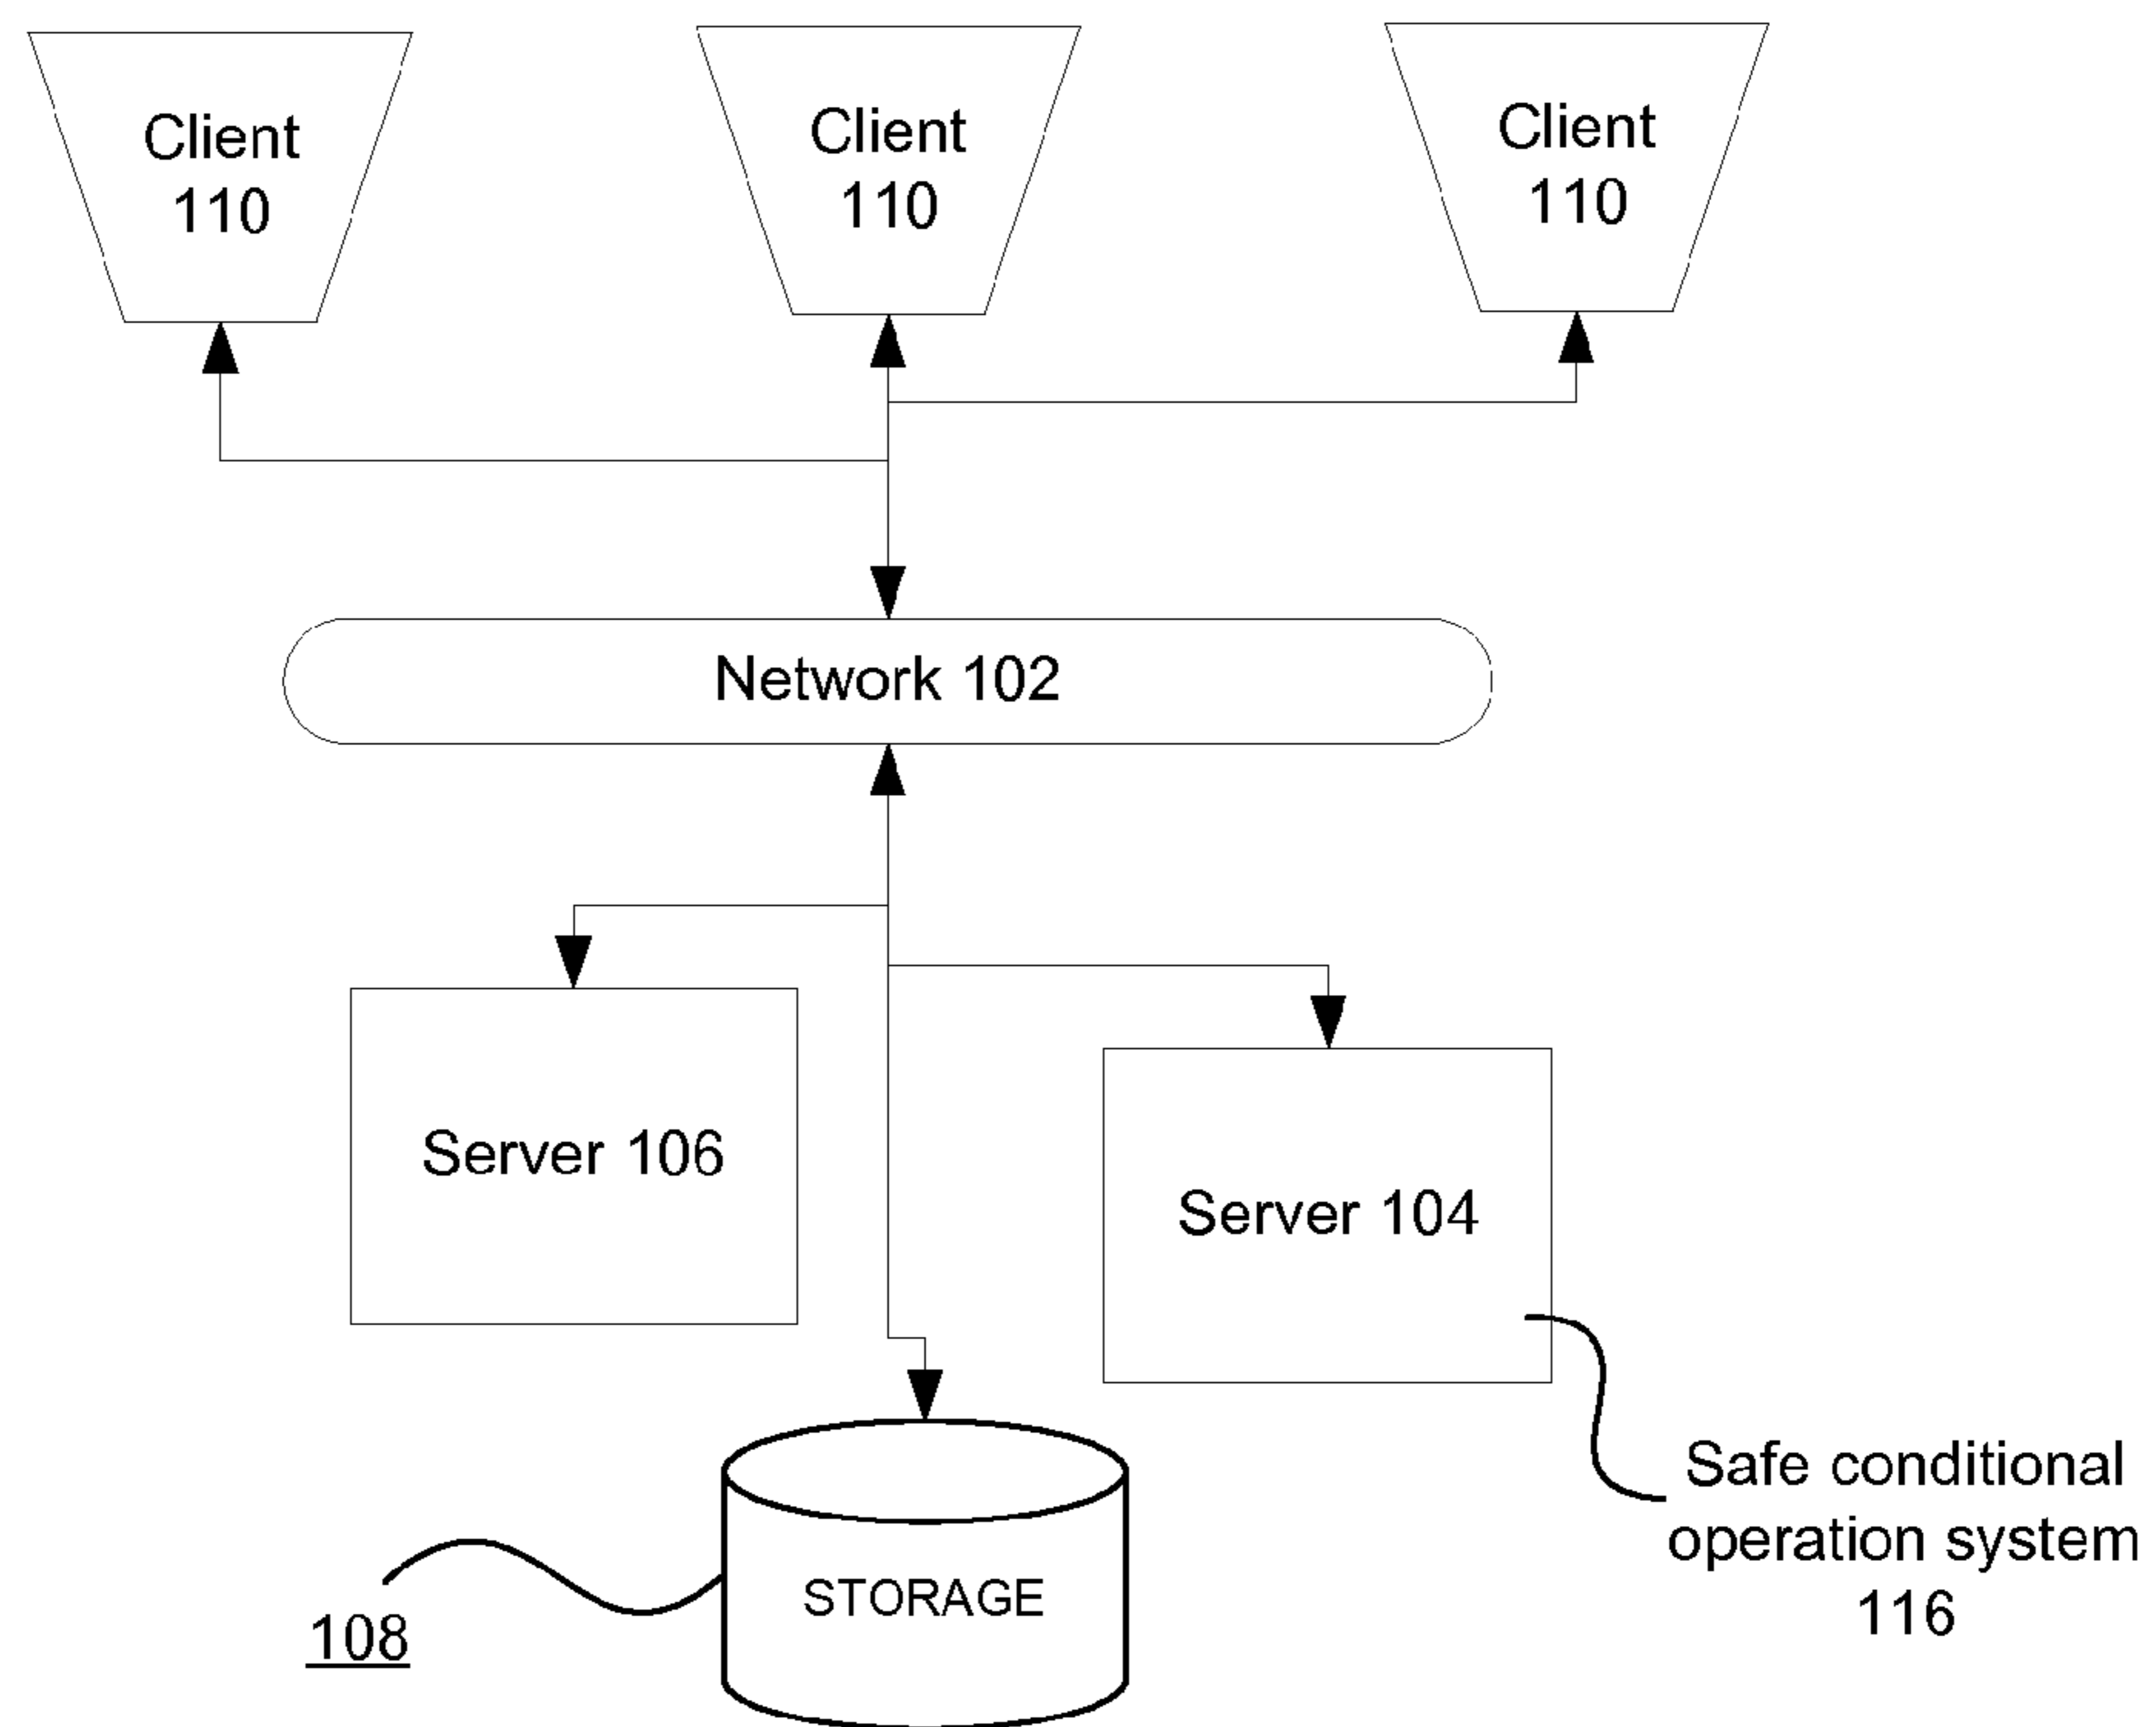 Client
110
Client
110
Client
110
Network 102
Server 106
Server 104
Safe conditional
operation system
116
STORAGE
108